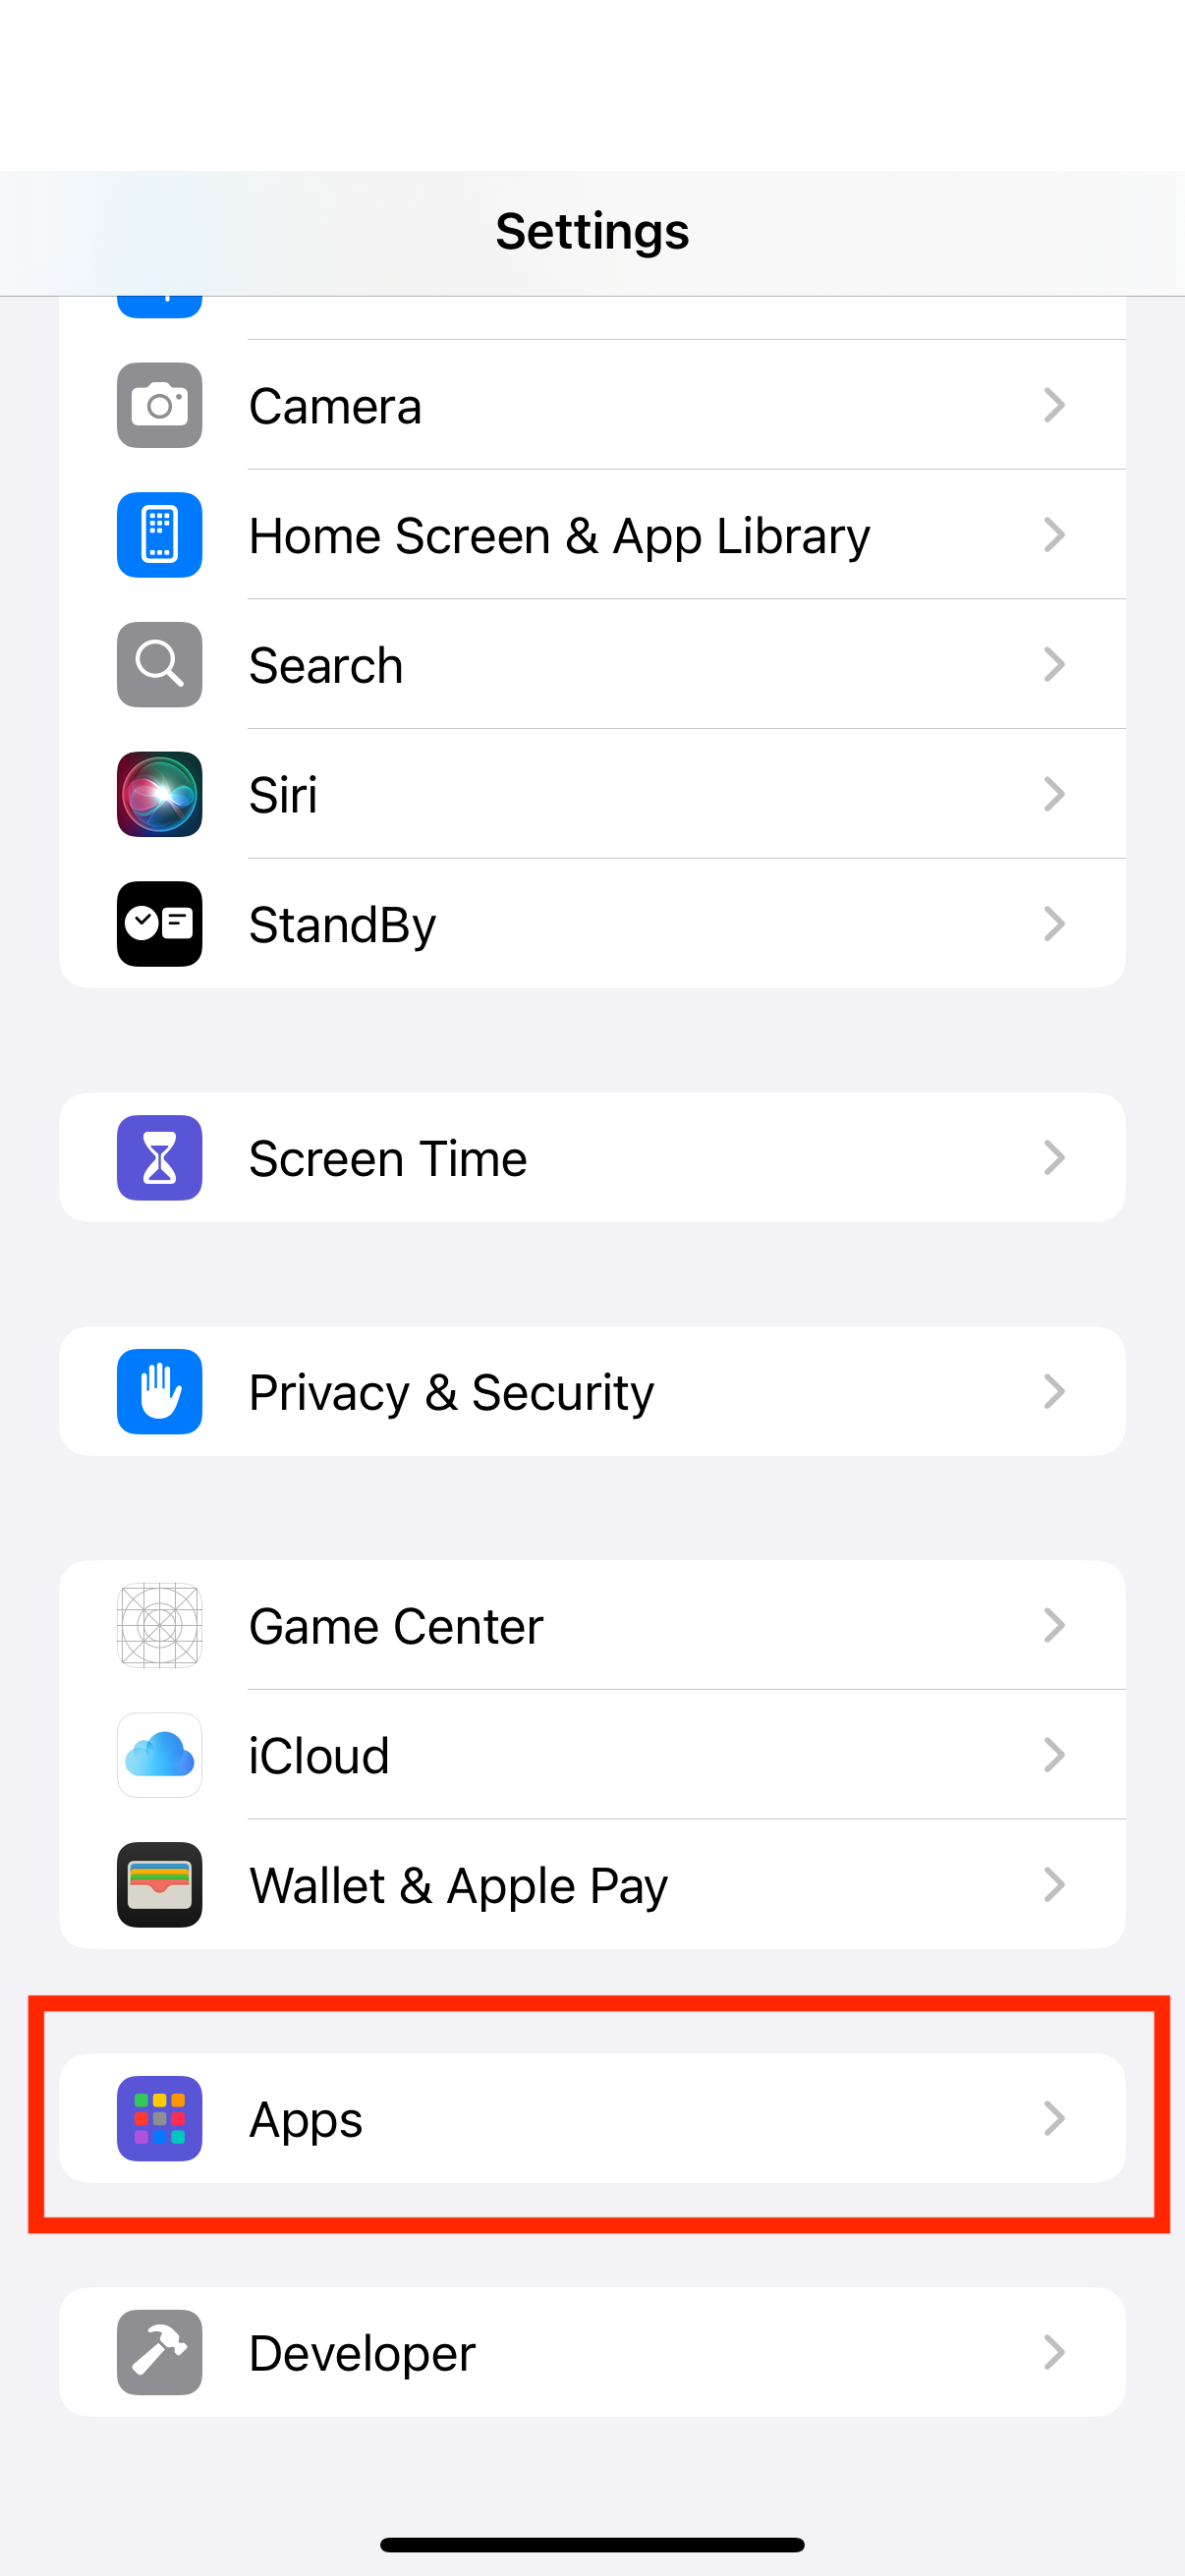 Settings
Camera
Home Screen & App Library
Search
Siri
StandBy
Screen Time
Privacy & Security
Game Center
iCloud
Wallet & Apple Pay
Apps
Developer